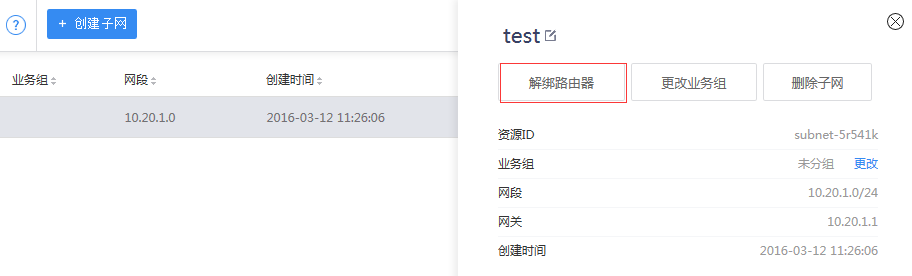 ?
+ 创建子网
业务组 网段 创建时间
10.20.1.0 2016-03-12 11:26:06
test
解绑路由器 更改业务组 删除子网
资源ID subnet-5r541k
业务组 未分组 更改
网段 10.20.1.0/24
网关 10.20.1.1
创建时间 2016-03-12 11:26:06